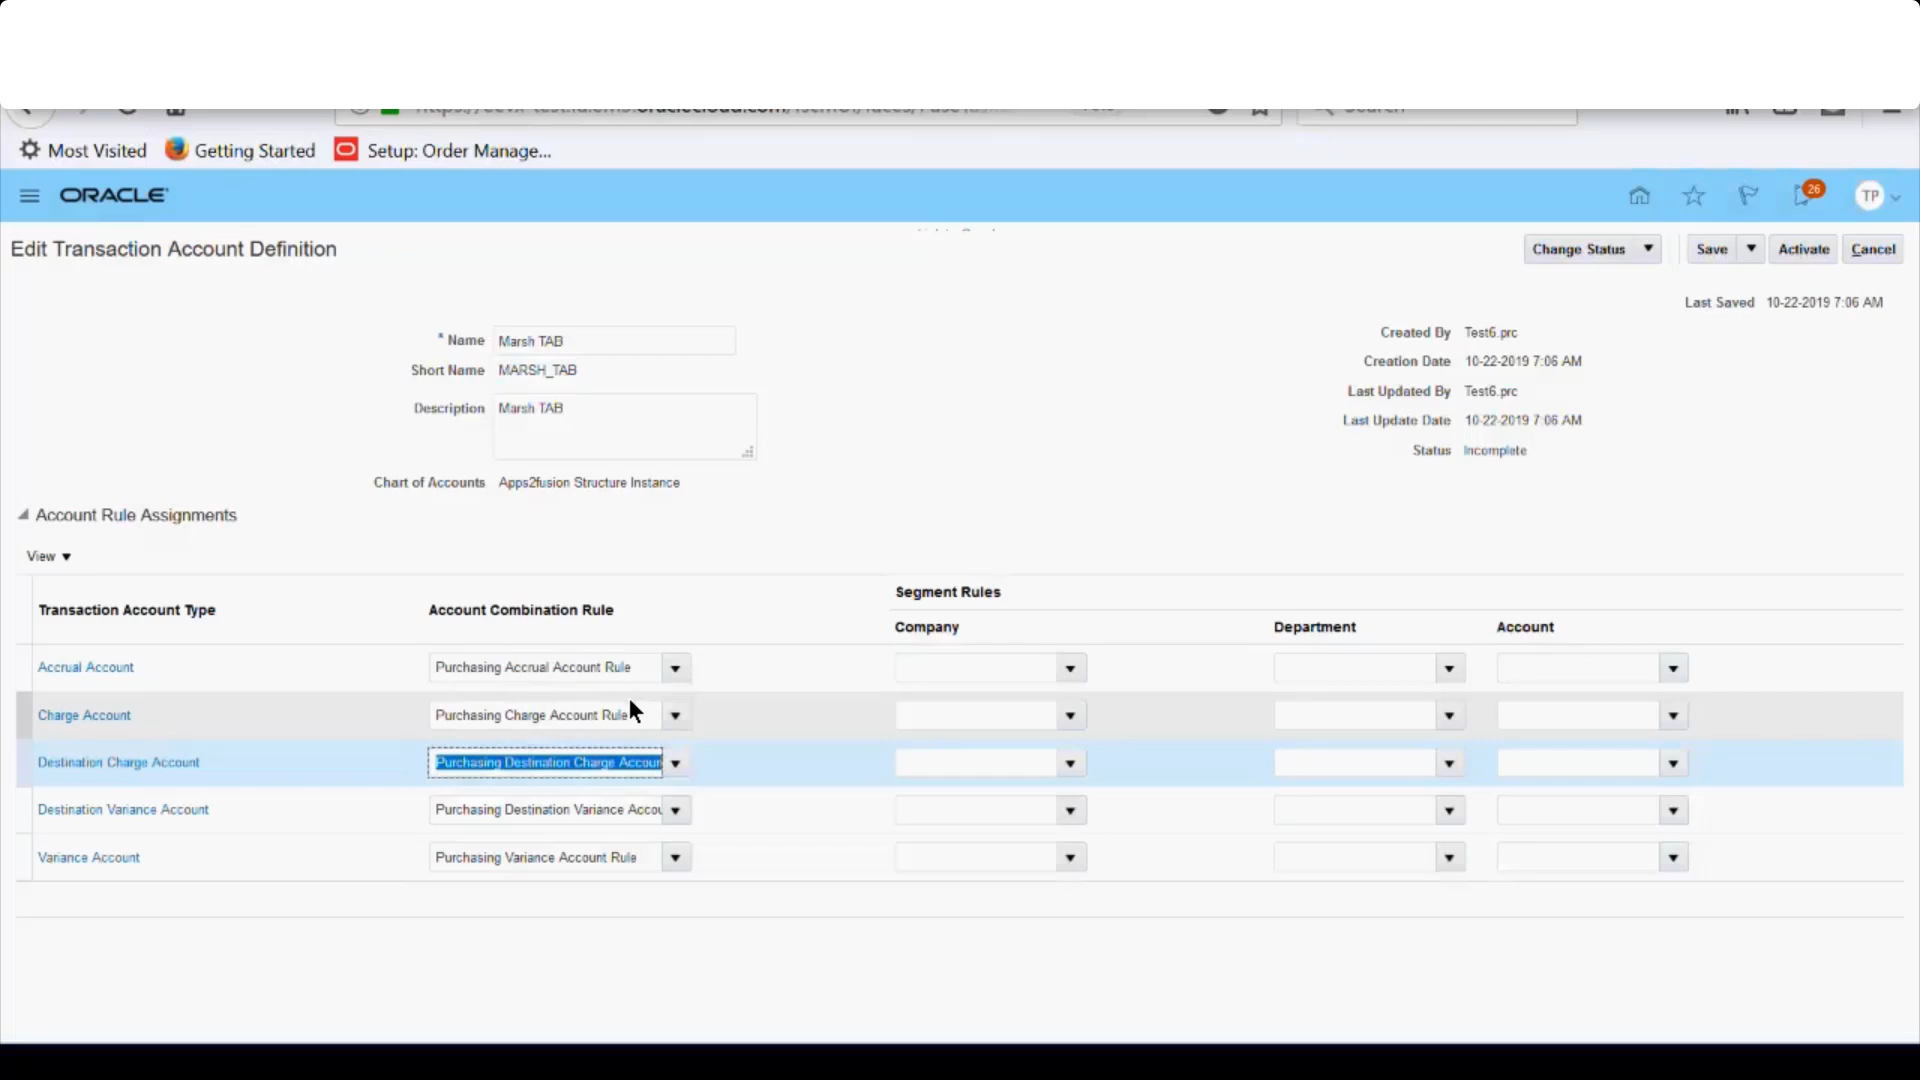 Most Visited Getting Started Setup: Order Manage...
ORACLE 26 TP
Edit Transaction Account Definition Change Status Save Activate Cancel
Last Saved 10-22-2019 7:06 AM
* Name Marsh TAB Created By Test6.prc
Short Name MARSH_TAB Creation Date 10-22-2019 7:06 AM
Description Marsh TAB Last Updated By Test6.prc
Last Update Date 10-22-2019 7:06 AM
Status Incomplete
Chart of Accounts Apps2fusion Structure Instance
Account Rule Assignments
View
Segment Rules
Transaction Account Type Account Combination Rule
Company Department Account
Accrual Account Purchasing Accrual Account Rule
Charge Account Purchasing Charge Account Rule
Destination Charge Account Purchasing Destination Charge Accour
Destination Variance Account Purchasing Destination Variance Accou
Variance Account Purchasing Variance Account Rule